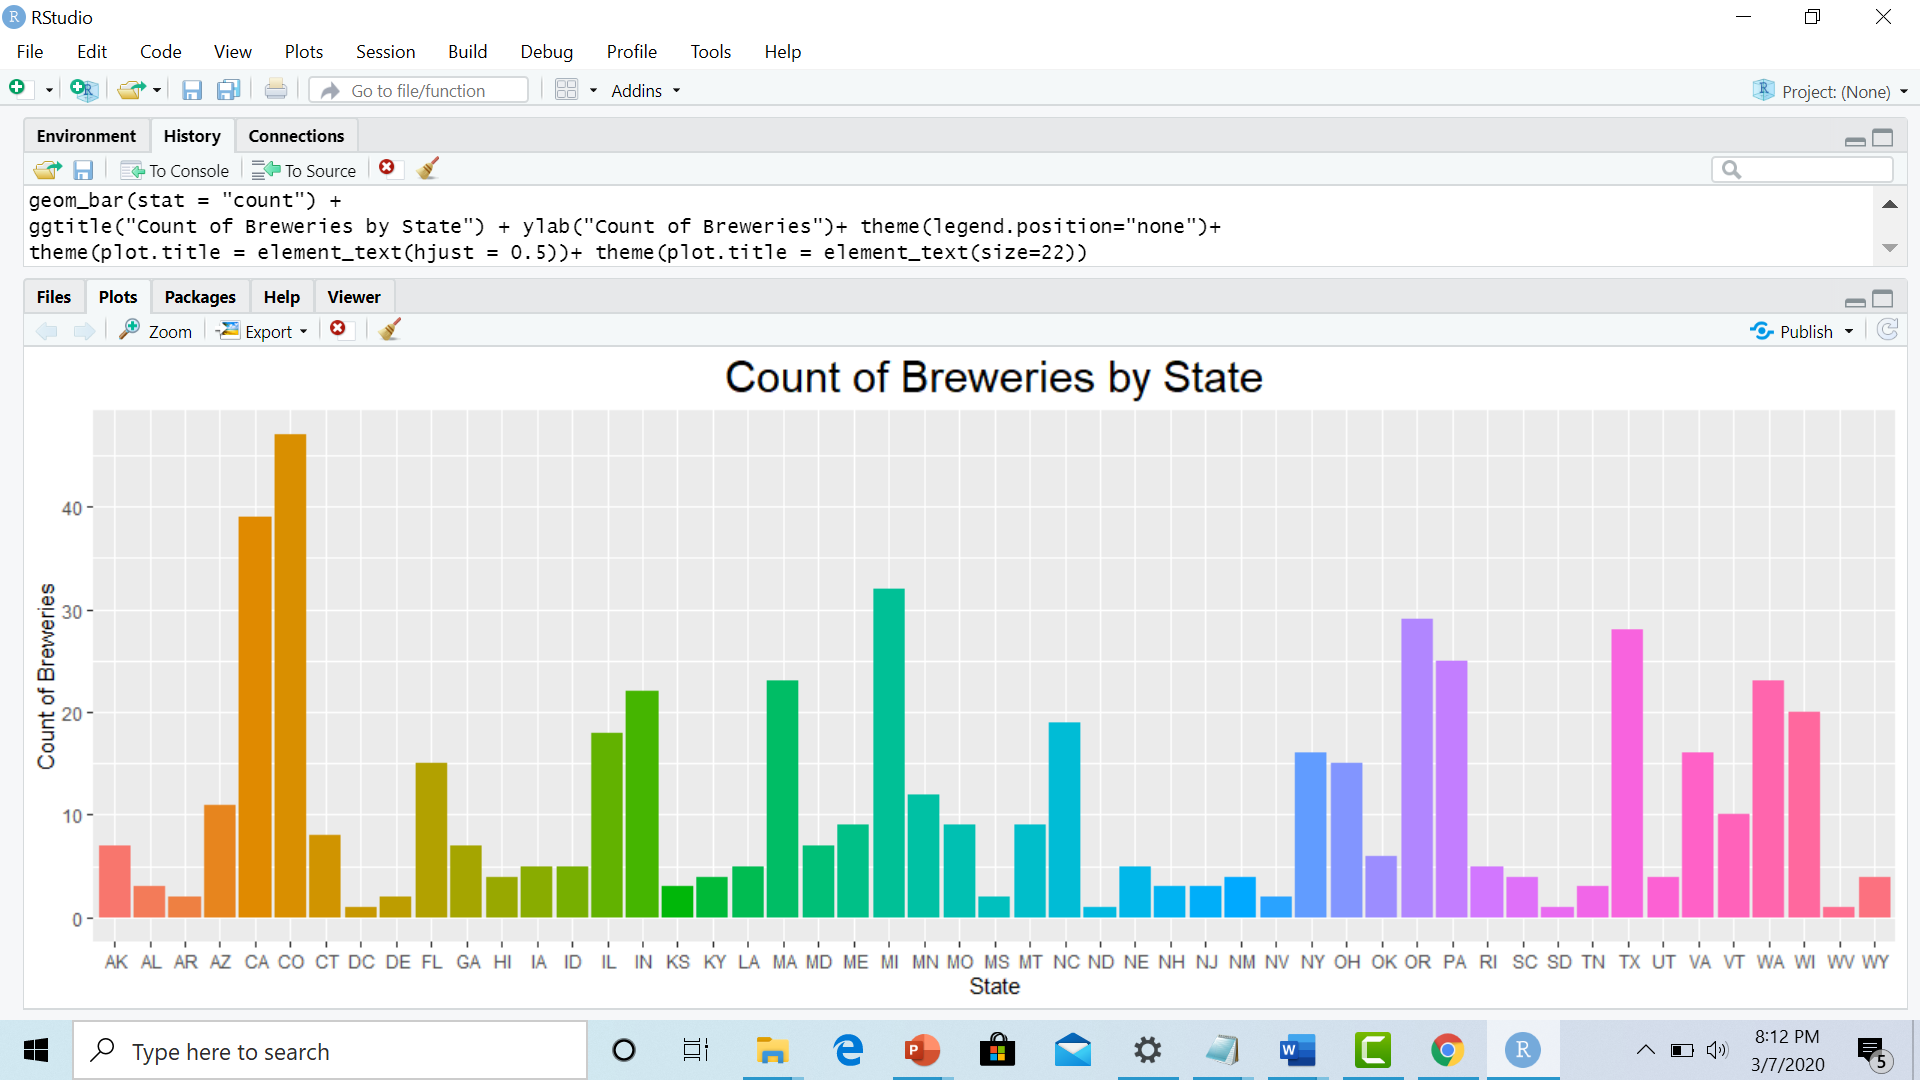 R RStudio
File Edit Code View Plots Session Build Debug Profile Tools Help
R Go to file/function Addins R Project: (None)
Environment History Connections
To Console To Source
geom_bar(stat = "count") +
ggtitle("Count of Breweries by State") + ylab("Count of Breweries")+ theme(legend.position="none")+
theme(plot.title = element_text(hjust = 0.5))+ theme(plot.title = element_text(size=22))
Files Plots Packages Help Viewer
Zoom Export Publish
Count of Breweries by State
Count of Breweries
40
30
20
10
0
AK AL AR AZ CA CO CT DC DE FL GA HI IA ID IL IN KS KY LA MA MD ME MI MN MO MS MT NC ND NE NH NJ NM NV NY OH OK OR PA RI SC SD TN TX UT VA VT WA WI WV WY
State
Type here to search
P W C R
8:12 PM
3/7/2020
5